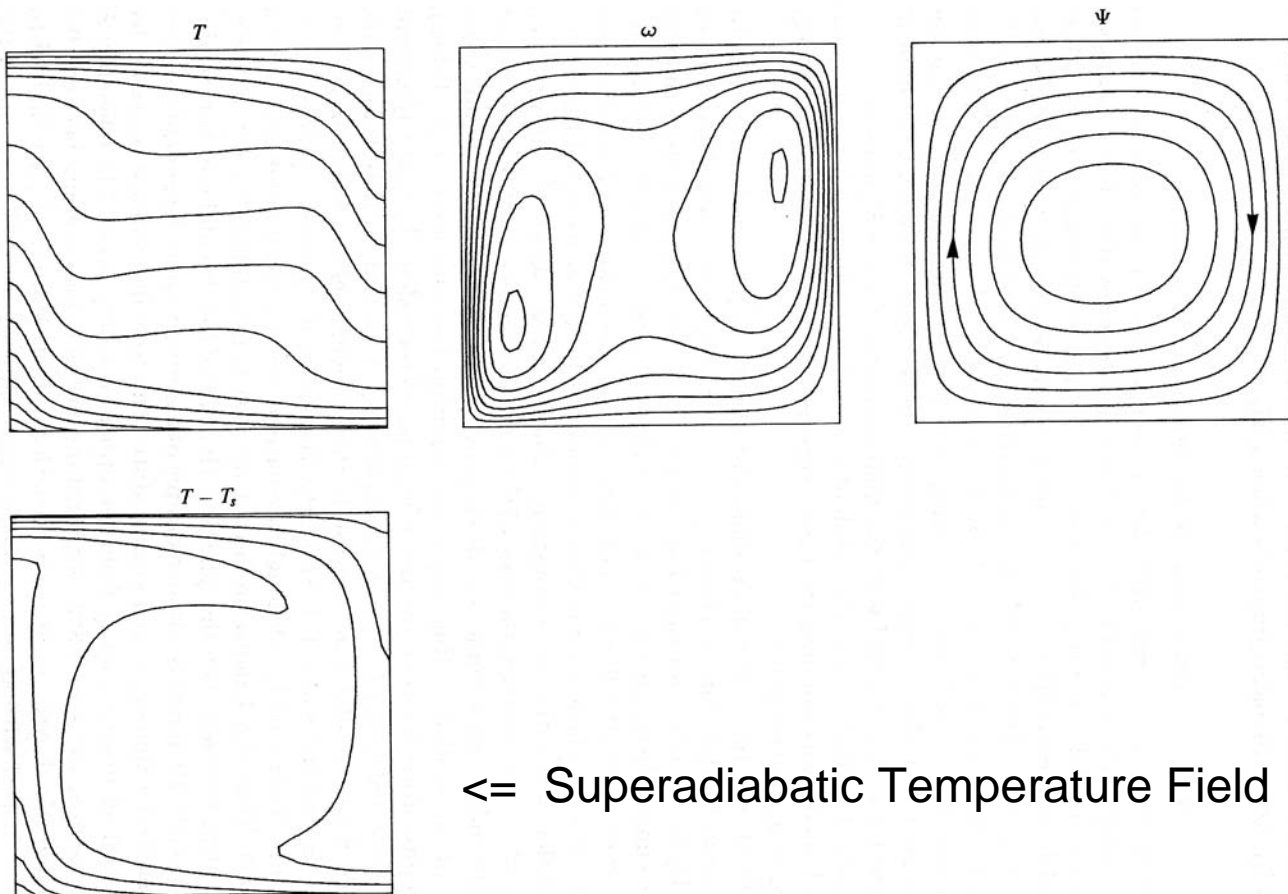 T
ω
Ψ
T − Tₛ
<= Superadiabatic Temperature Field